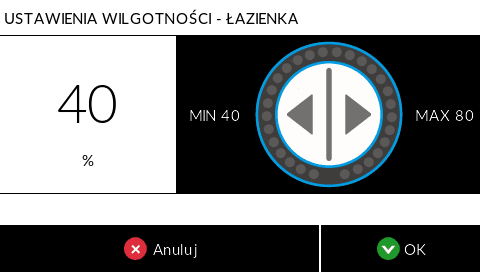 USTAWIENIA WILGOTNOŚCI - ŁAZIENKA
40
%
MIN 40
MAX 80
Anuluj
OK